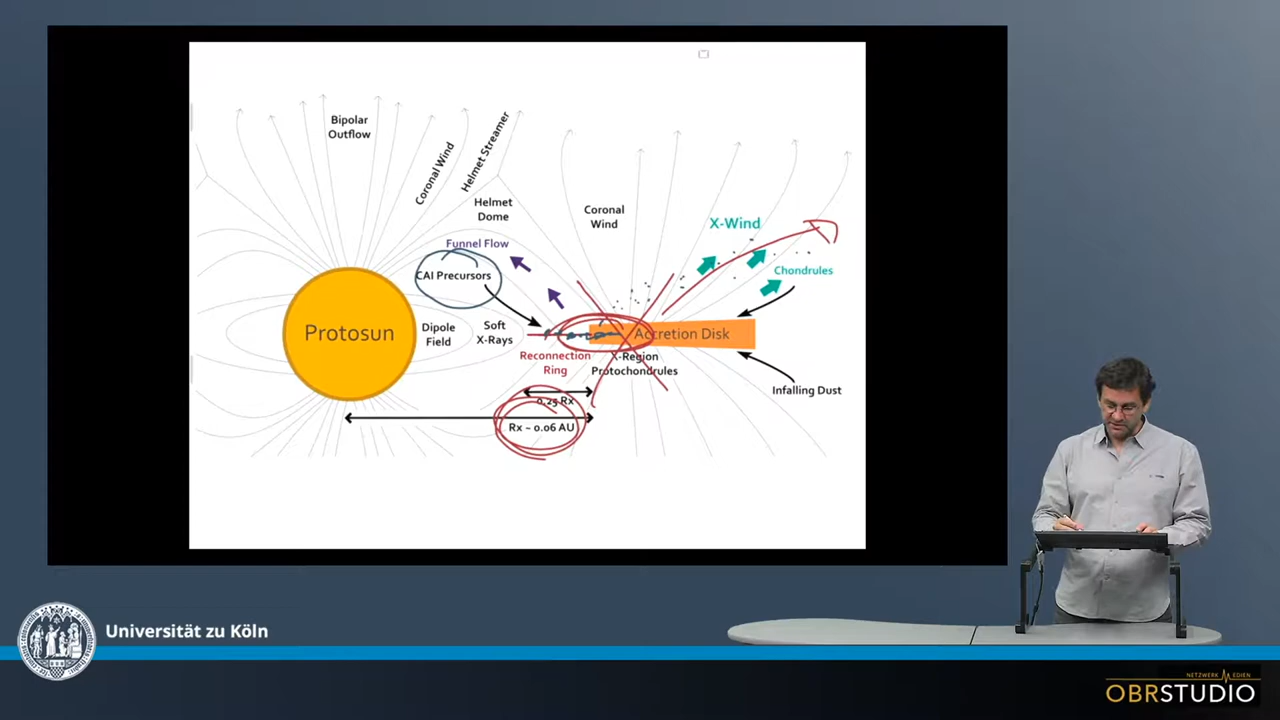 Bipolar
Outflow
Coronal Wind
Helmet Streamer
Helmet
Dome
Coronal
Wind
X-Wind
Funnel Flow
CAI Precursors
Chondrules
Protosun
Dipole
Field
Soft
X-Rays
Accretion Disk
Reconnection
Ring
X-Region
Protochondrules
Infalling Dust
0.25 Rx
Rx ~ 0.06 AU
Universität zu Köln
NETZWERK MEDIEN
OBRSTUDIO